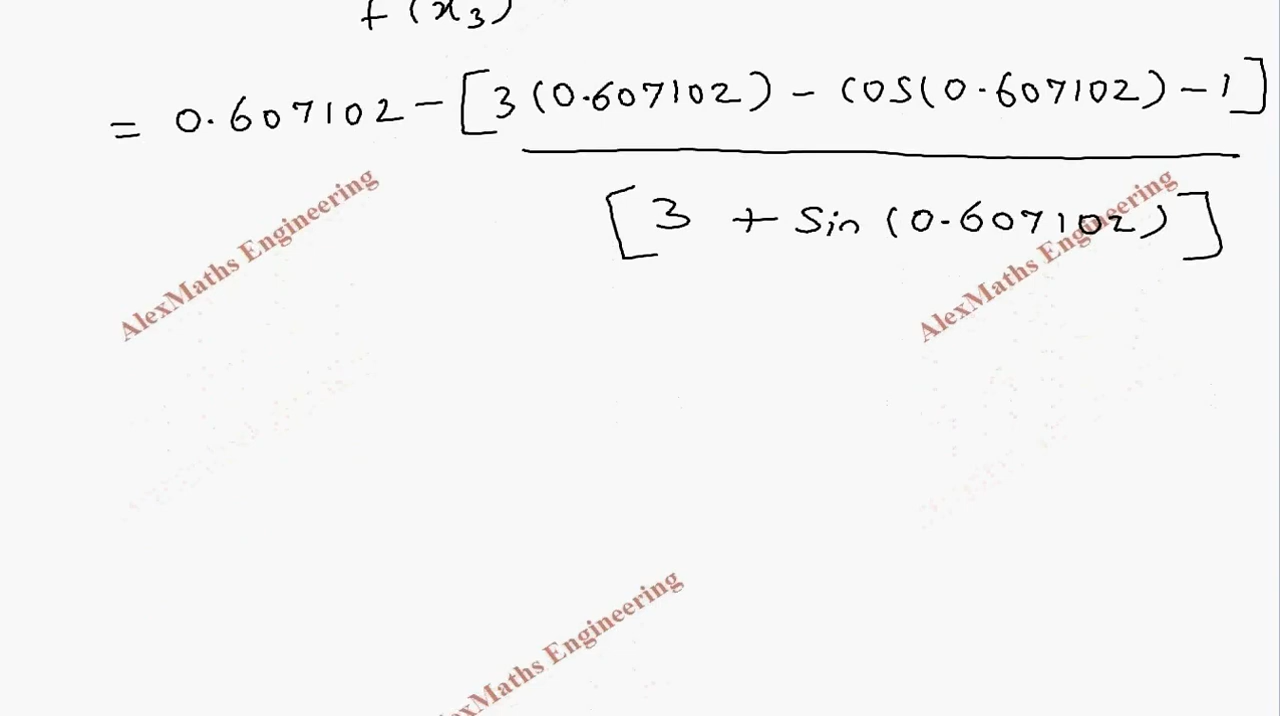 f(x3)
= 0.607102 - [3(0.607102) - cos(0.607102) - 1]
[3 + Sin (0.607102)]
AlexMaths Engineering
AlexMaths Engineering
xMaths Engineering